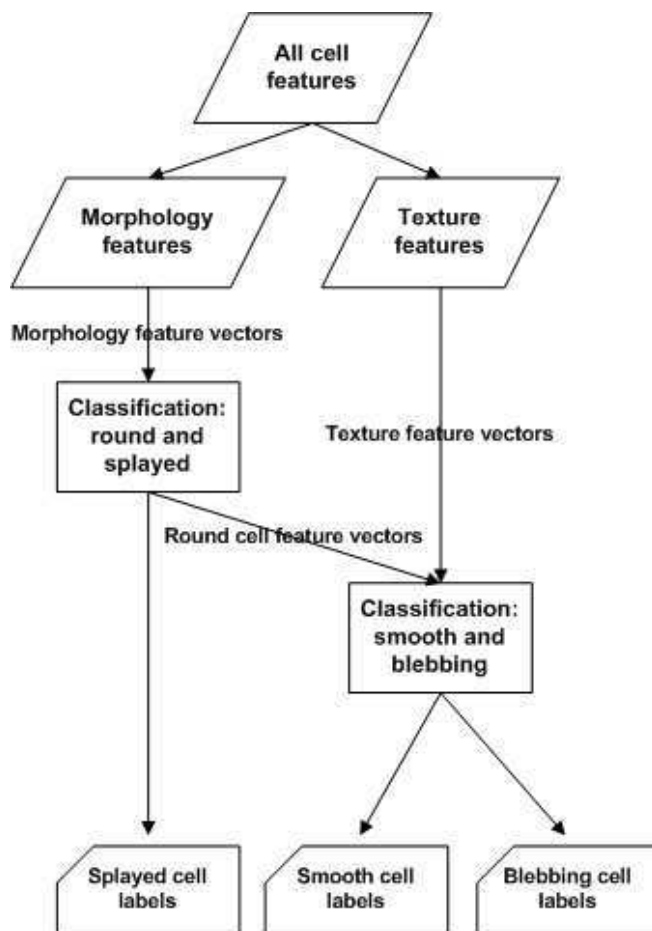 All cell
features
Morphology
features
Texture
features
Morphology feature vectors
Classification:
round and
splayed
Texture feature vectors
Round cell feature vectors
Classification:
smooth and
blebbing
Splayed cell
labels
Smooth cell
labels
Blebbing cell
labels